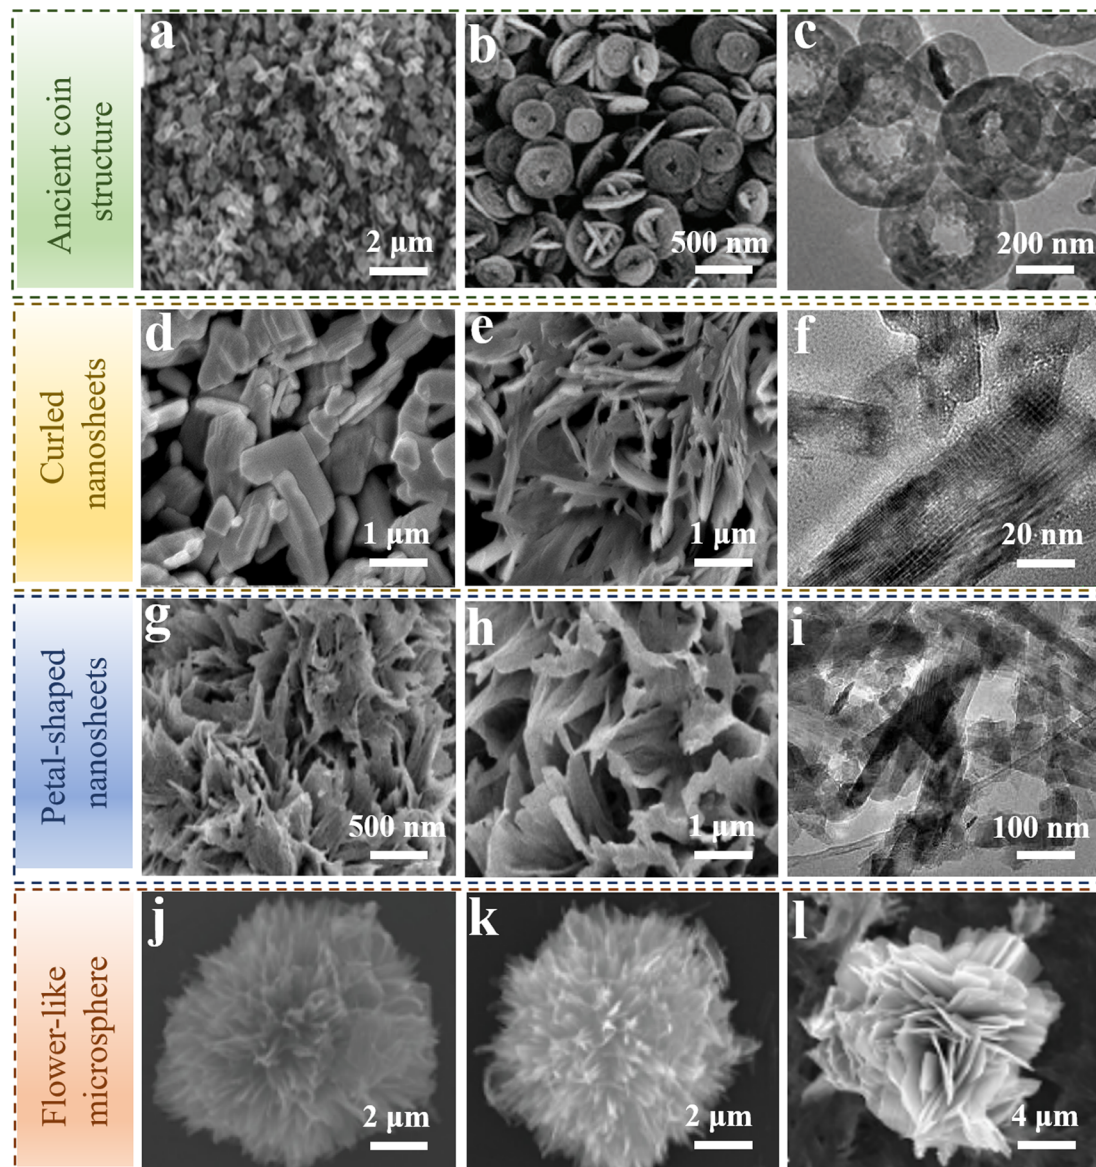 Ancient coin
structure
a
2 μm
b
500 nm
c
200 nm
Curled
nanosheets
d
1 μm
e
1 μm
f
20 nm
Petal-shaped
nanosheets
g
500 nm
h
1 μm
i
100 nm
Flower-like
microsphere
j
2 μm
k
2 μm
l
4 μm